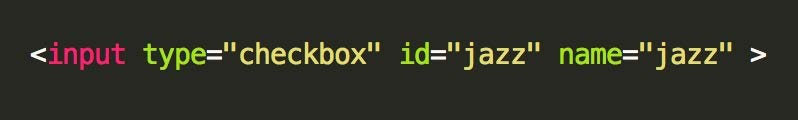 <input type="checkbox" id="jazz" name="jazz" >